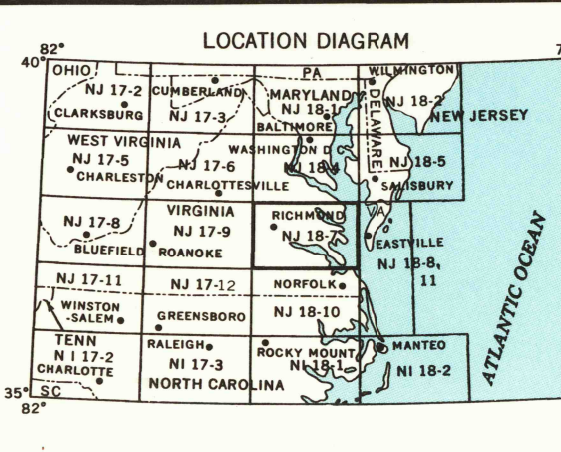 LOCATION DIAGRAM
82°
40°
OHIO
PA
WILMINGTON
NJ 17-2
CUMBERLAND
MARYLAND
DELAWARE
NJ 18-2
CLARKSBURG
NJ 17-3
NJ 18-1
NEW JERSEY
BALTIMORE
WEST VIRGINIA
WASHINGTON D C
NJ 17-5
NJ 17-6
NJ 18-4
NJ 18-5
CHARLESTON
CHARLOTTESVILLE
SALISBURY
VIRGINIA
RICHMOND
VA
NJ 17-8
NJ 17-9
NJ 18-7
EASTVILLE
BLUEFIELD
ROANOKE
NJ 18-8,
11
NJ 17-11
NJ 17-12
NORFOLK
ATLANTIC OCEAN
WINSTON
-SALEM
GREENSBORO
NJ 18-10
TENN
RALEIGH
ROCKY MOUNT
MANTEO
NI 17-2
NI 17-3
NI 18-1
NI 18-2
CHARLOTTE
NORTH CAROLINA
35°
SC
82°